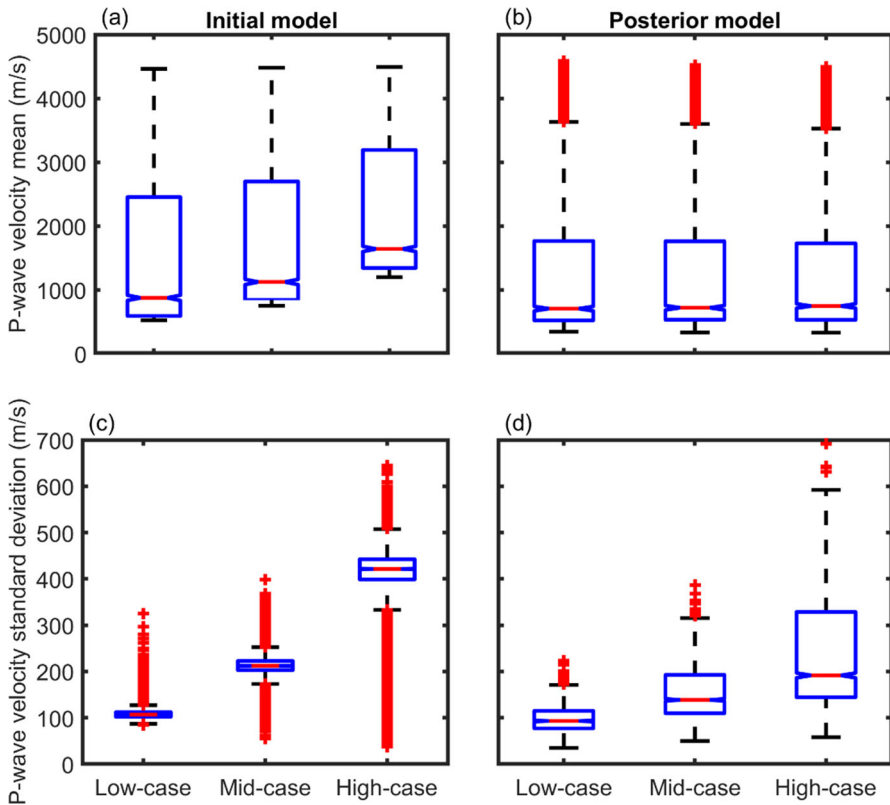 (a) Initial model
(b) Posterior model
P-wave velocity mean (m/s)
5000
4000
3000
2000
1000
0
(c)
(d)
P-wave velocity standard deviation (m/s)
700
600
500
400
300
200
100
0
Low-case Mid-case High-case
Low-case Mid-case High-case